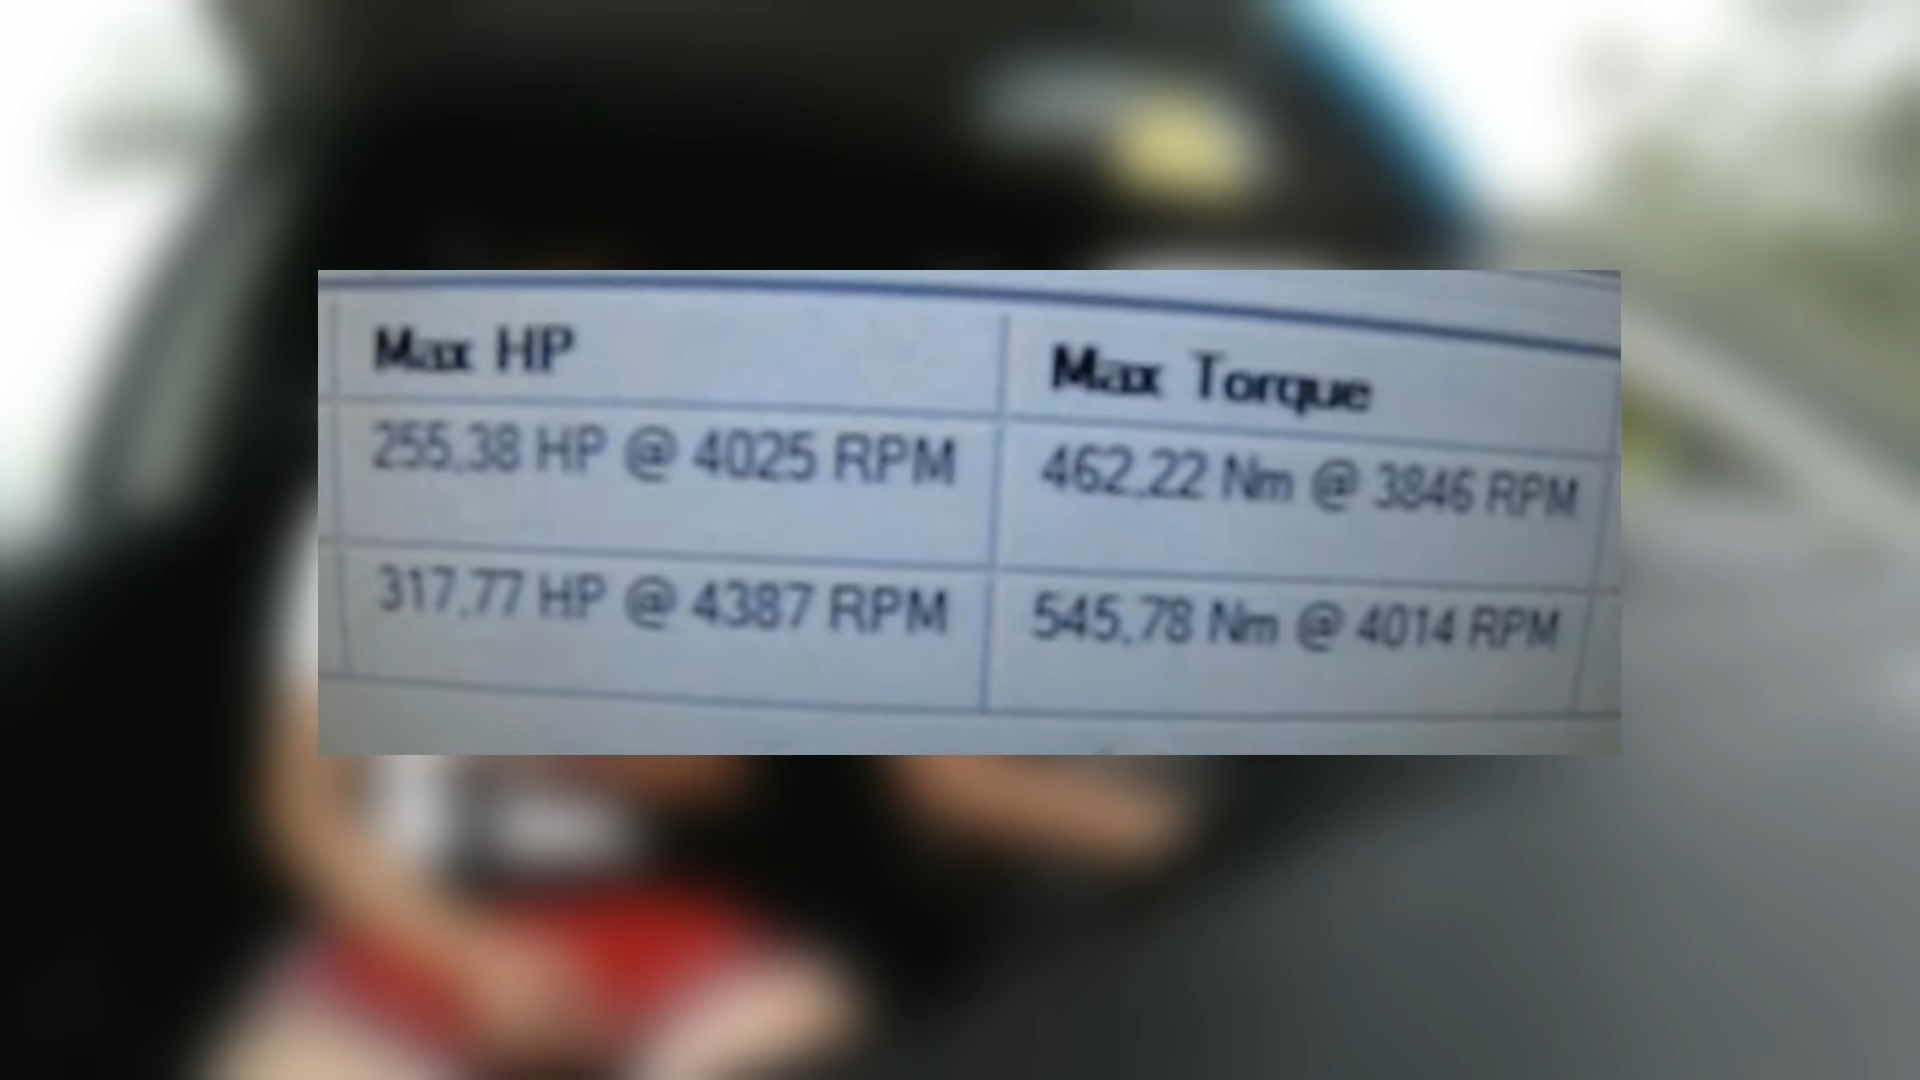 Max HP Max Torque
255,38 HP @ 4025 RPM 462,22 Nm @ 3846 RPM
317,77 HP @ 4387 RPM 545,78 Nm @ 4014 RPM